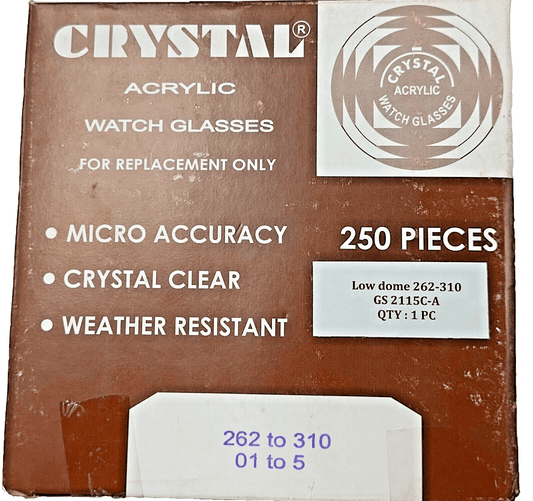 CRYSTAL®
ACRYLIC
WATCH GLASSES
FOR REPLACEMENT ONLY
CRYSTAL
ACRYLIC
WATCH GLASSES
• MICRO ACCURACY
• CRYSTAL CLEAR
• WEATHER RESISTANT
250 PIECES
Low dome 262-310
GS 2115C-A
QTY : 1 PC
262 to 310
01 to 5